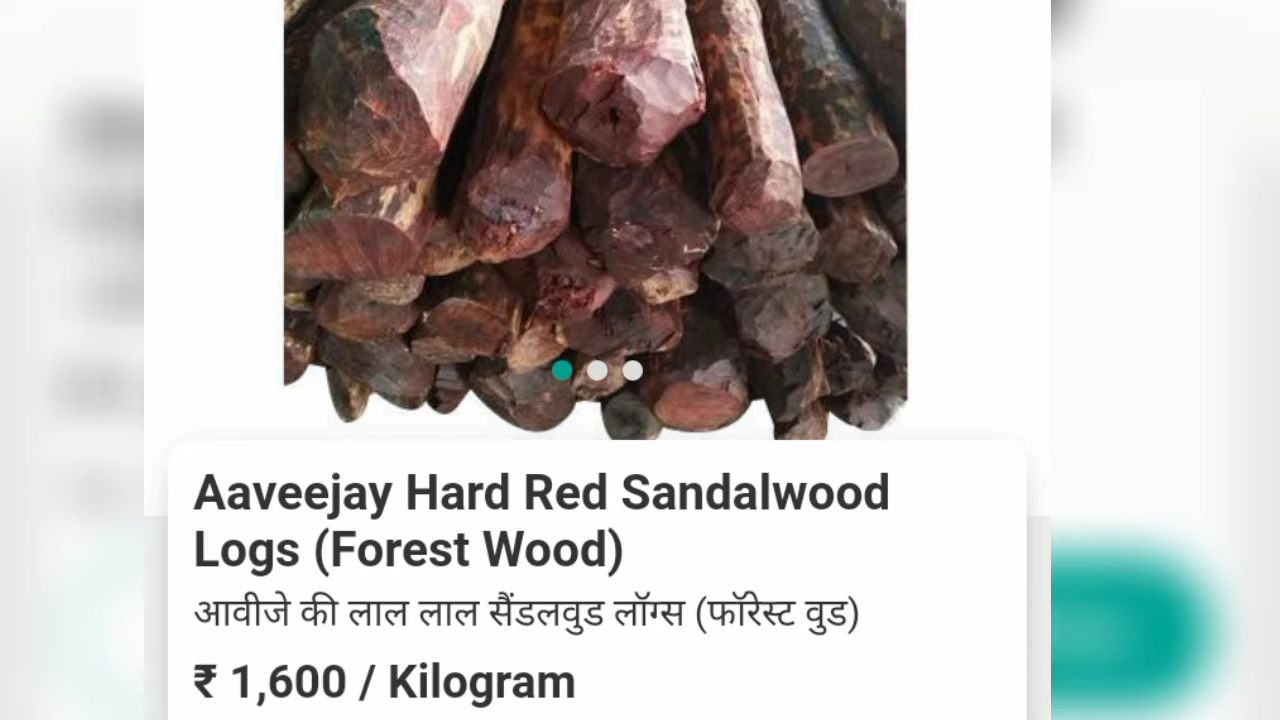 Aaveejay Hard Red Sandalwood
Logs (Forest Wood)
आवीजे की लाल लाल सैंडलवुड लॉग्स (फॉरेस्ट वुड)
₹ 1,600 / Kilogram